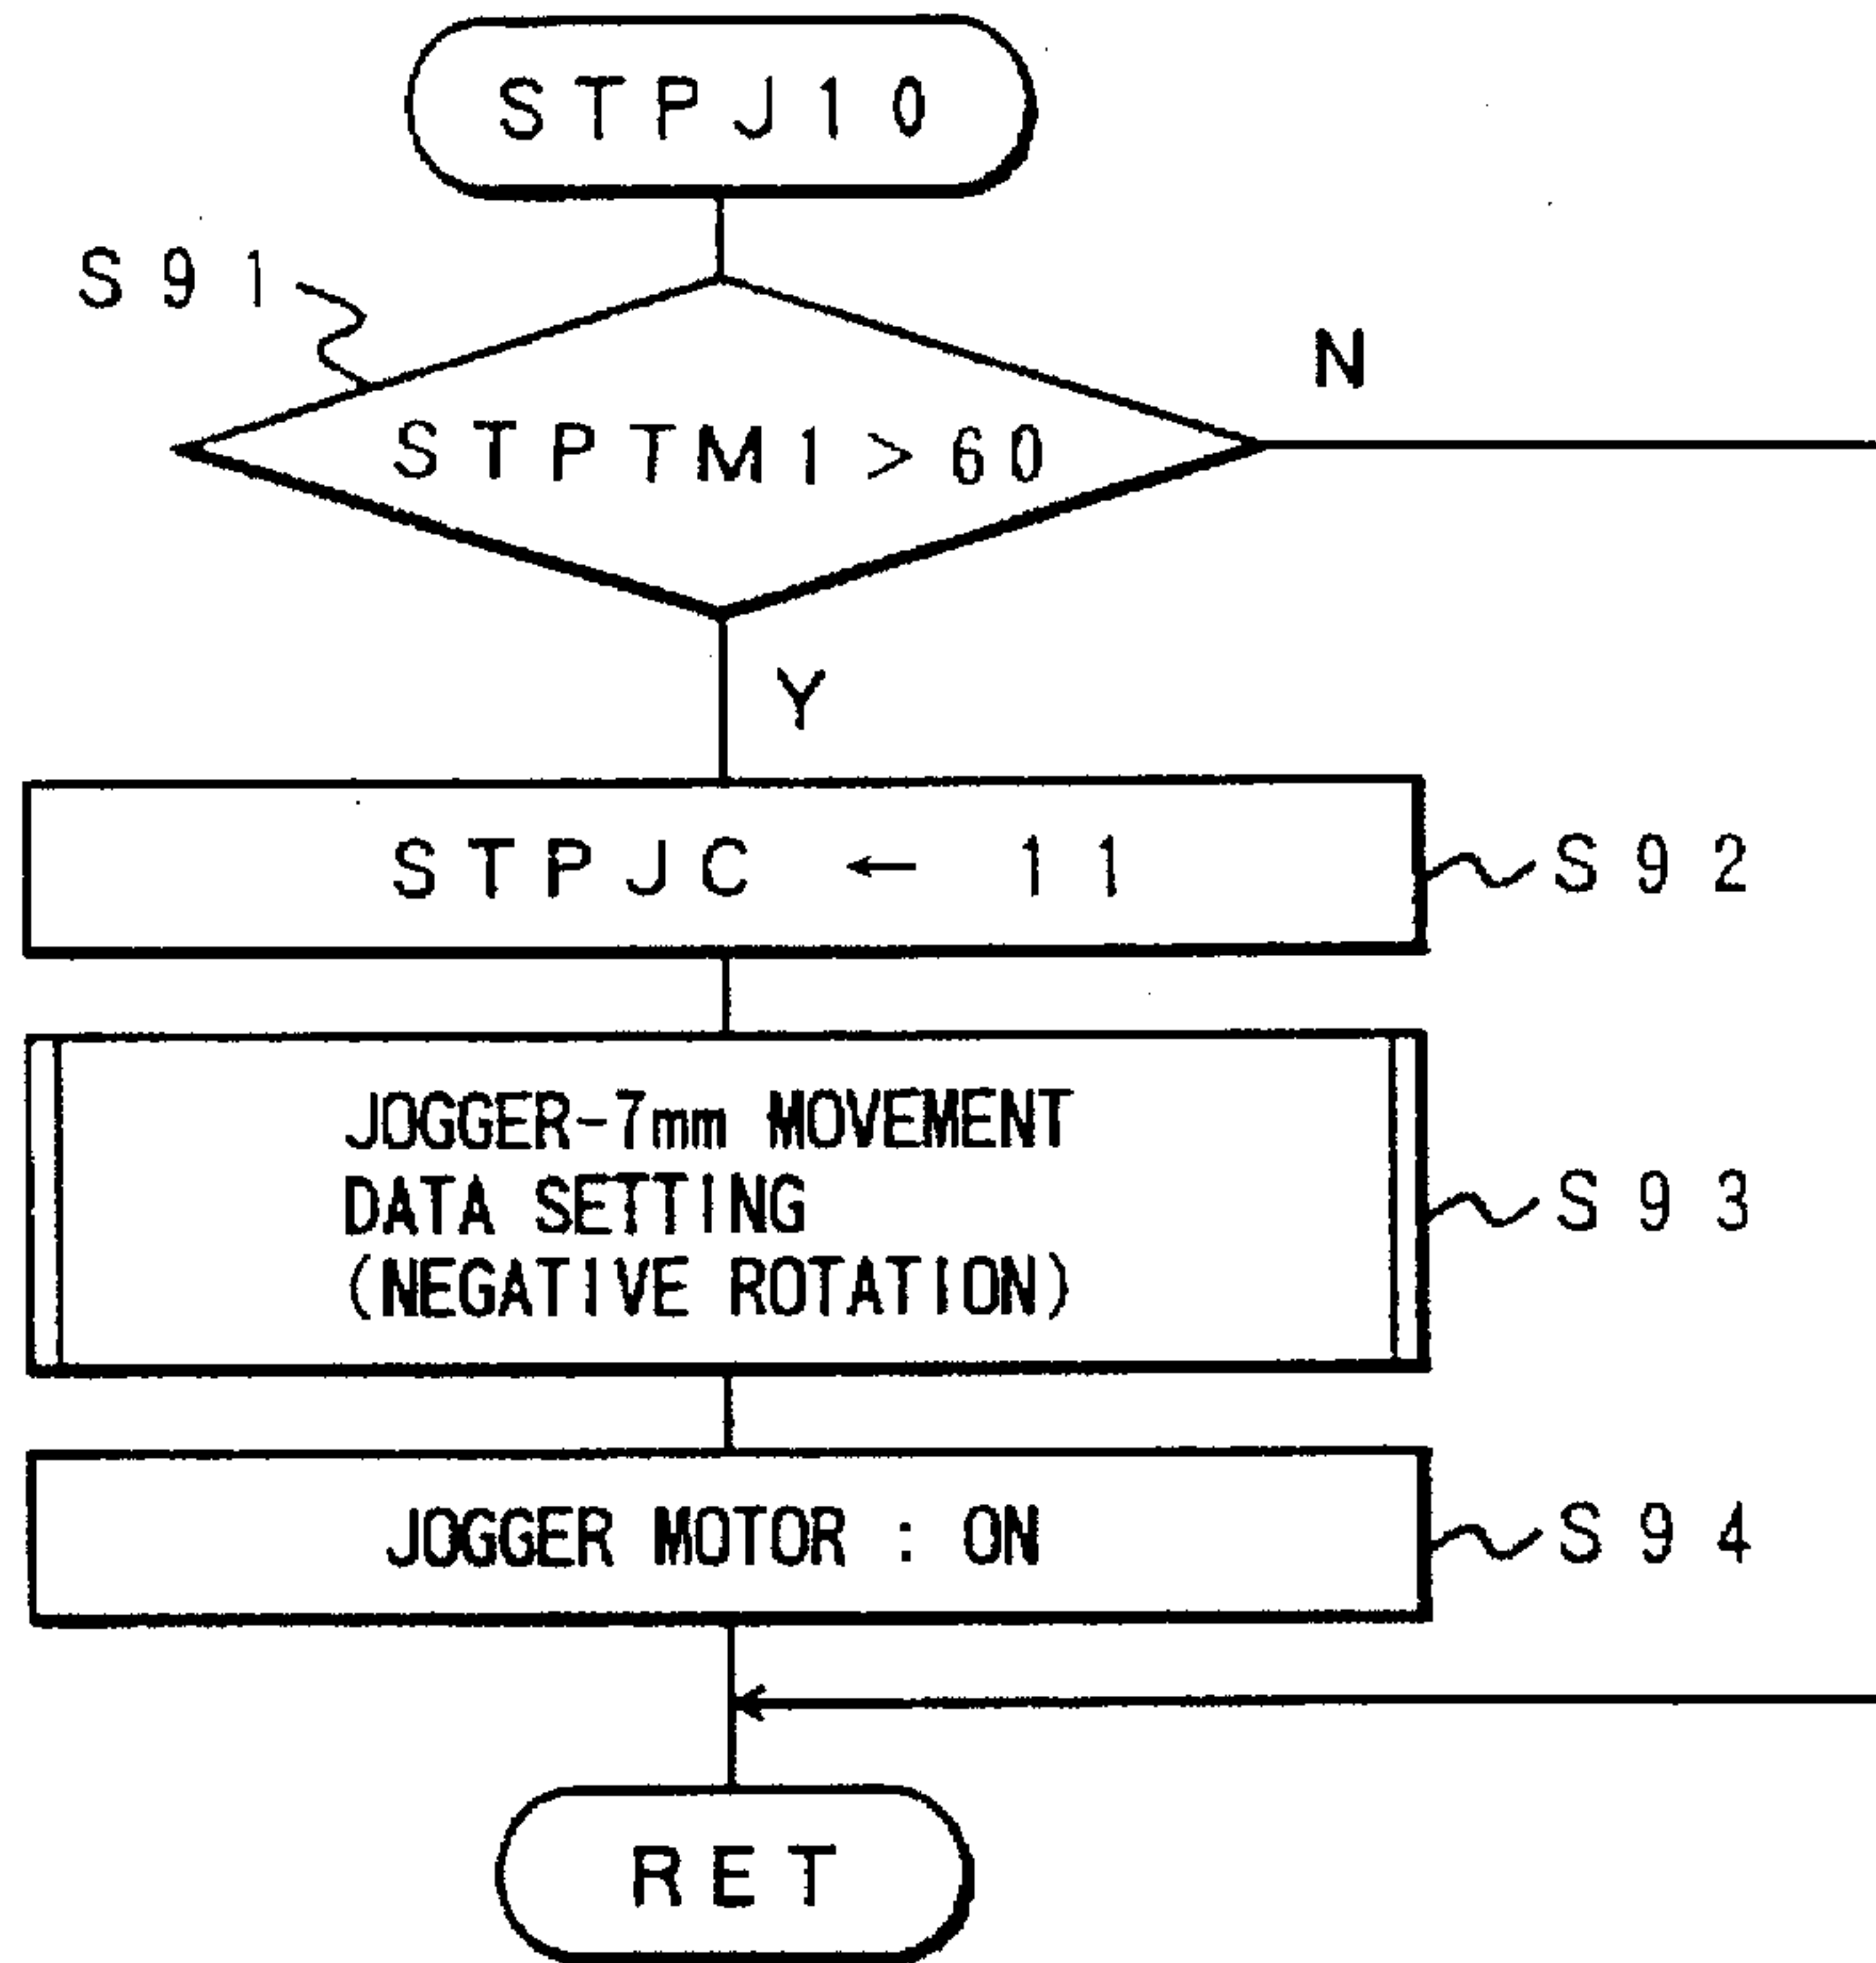 STPJ10
S91
N
STPTM1>60
Y
STPJC ← 11
S92
JOGGER-7mm MOVEMENT
DATA SETTING
(NEGATIVE ROTATION)
S93
JOGGER MOTOR : ON
S94
RET